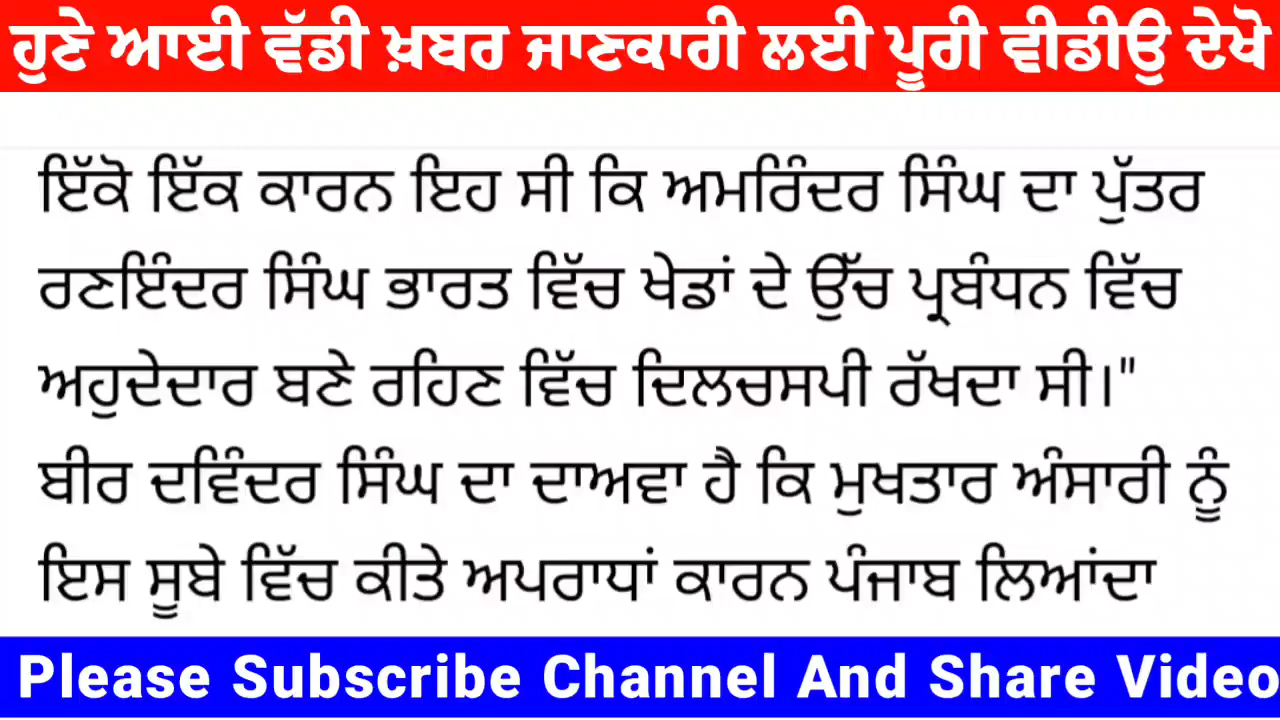 ਹੁਣੇ ਆਈ ਵੱਡੀ ਖ਼ਬਰ ਜਾਣਕਾਰੀ ਲਈ ਪੂਰੀ ਵੀਡੀਉ ਦੇਖੋ
ਇੱਕੋ ਇੱਕ ਕਾਰਨ ਇਹ ਸੀ ਕਿ ਅਮਰਿੰਦਰ ਸਿੰਘ ਦਾ ਪੁੱਤਰ
ਰਣਇੰਦਰ ਸਿੰਘ ਭਾਰਤ ਵਿੱਚ ਖੇਡਾਂ ਦੇ ਉੱਚ ਪ੍ਰਬੰਧਨ ਵਿੱਚ
ਅਹੁਦੇਦਾਰ ਬਣੇ ਰਹਿਣ ਵਿੱਚ ਦਿਲਚਸਪੀ ਰੱਖਦਾ ਸੀ।"
ਬੀਰ ਦਵਿੰਦਰ ਸਿੰਘ ਦਾ ਦਾਅਵਾ ਹੈ ਕਿ ਮੁਖਤਾਰ ਅੰਸਾਰੀ ਨੂੰ
ਇਸ ਸੂਬੇ ਵਿੱਚ ਕੀਤੇ ਅਪਰਾਧਾਂ ਕਾਰਨ ਪੰਜਾਬ ਲਿਆਂਦਾ
Please Subscribe Channel And Share Video